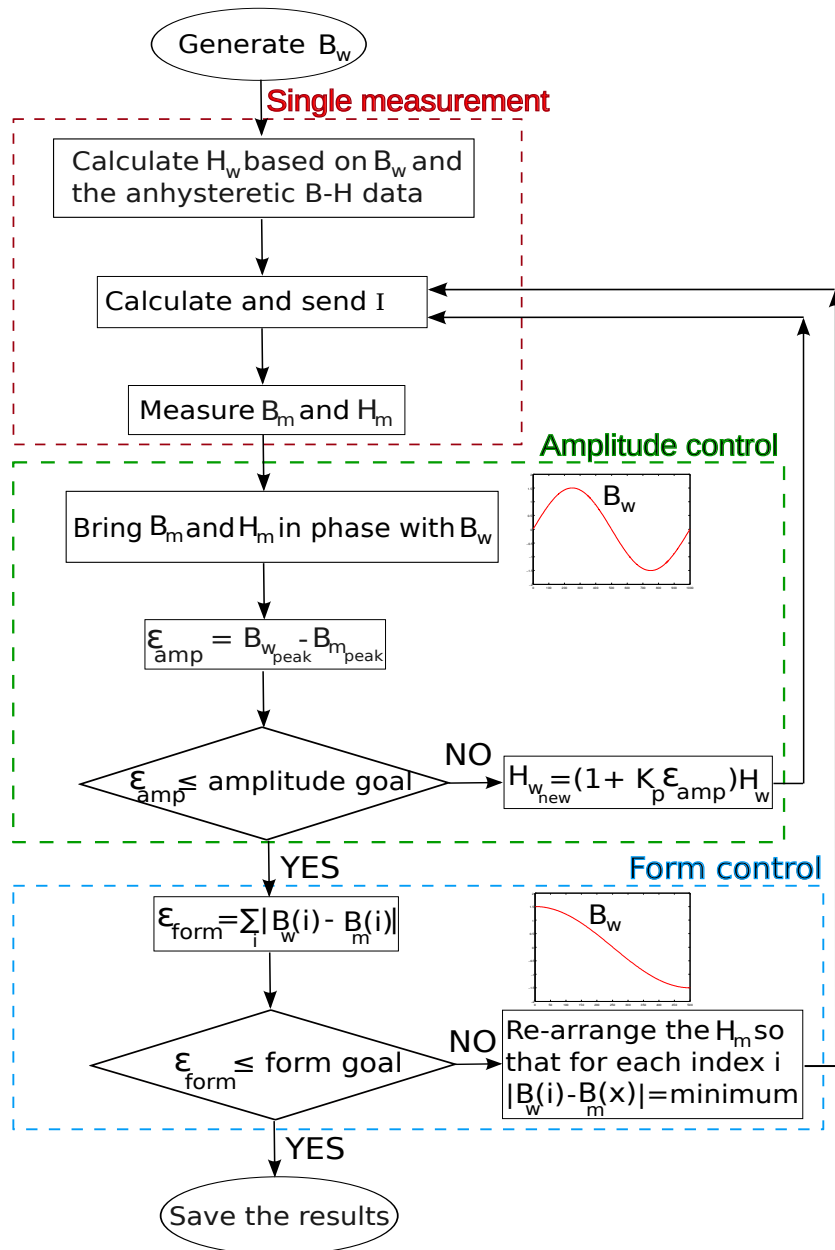 Generate B_w
Single measurement
Calculate H_w based on B_w and
the anhysteretic B-H data
Calculate and send I
Measure B_m and H_m
Amplitude control
Bring B_m and H_m in phase with B_w
B_w
ε_amp = B_w_peak - B_m_peak
ε_amp ≤ amplitude goal
NO
H_w_new = (1+ K_p ε_amp)H_w
YES
Form control
ε_form = ∑_i |B_w(i) - B_m(i)|
B_w
ε_form ≤ form goal
NO
Re-arrange the H_m so
that for each index i
|B_w(i)-B_m(x)|=minimum
YES
Save the results